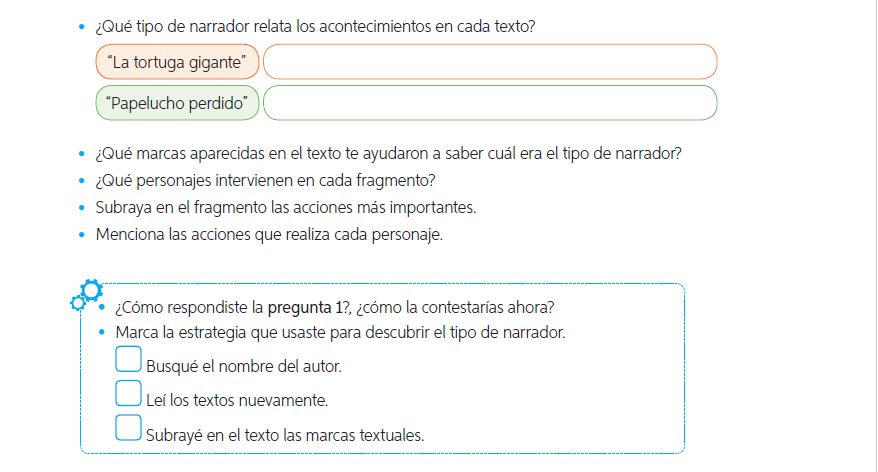 • ¿Qué tipo de narrador relata los acontecimientos en cada texto?
“La tortuga gigante”
“Papelucho perdido”
• ¿Qué marcas aparecidas en el texto te ayudaron a saber cuál era el tipo de narrador?
• ¿Qué personajes intervienen en cada fragmento?
• Subraya en el fragmento las acciones más importantes.
• Menciona las acciones que realiza cada personaje.
• ¿Cómo respondiste la pregunta 1?, ¿cómo la contestarías ahora?
• Marca la estrategia que usaste para descubrir el tipo de narrador.
Busqué el nombre del autor.
Leí los textos nuevamente.
Subrayé en el texto las marcas textuales.